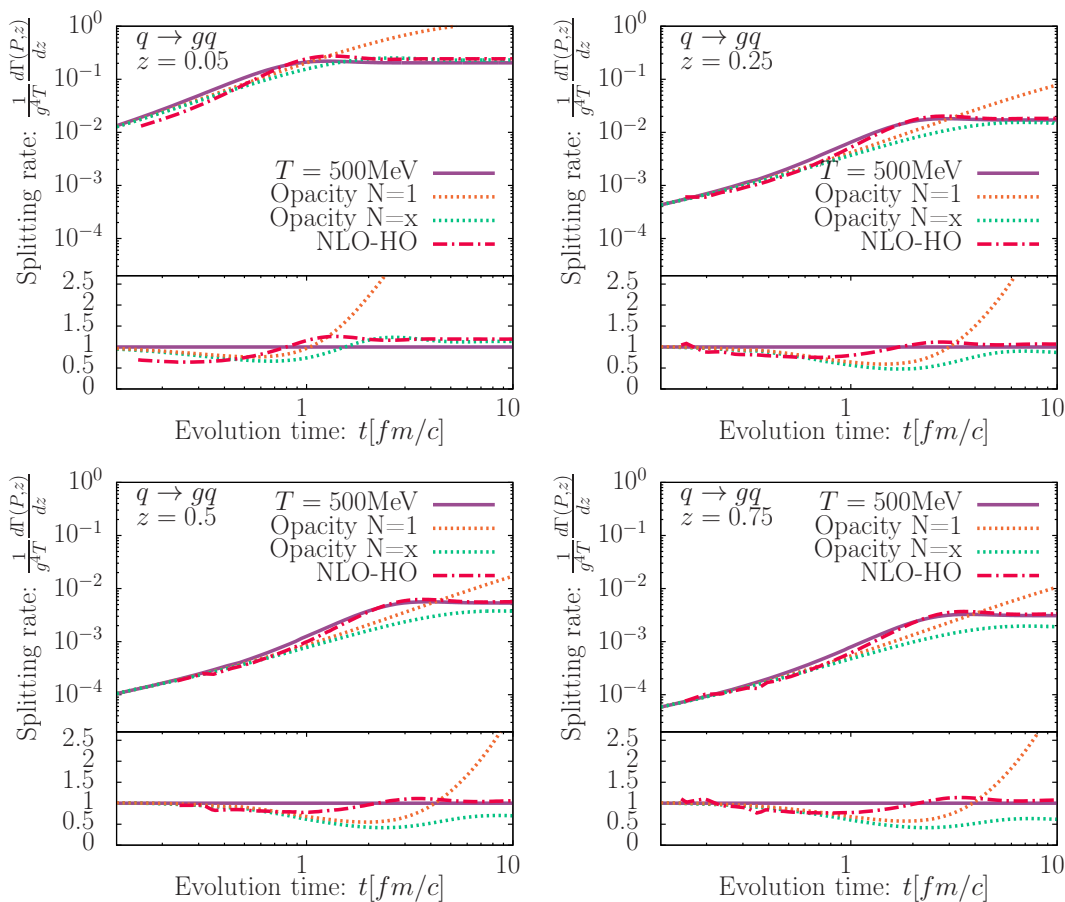 Splitting rate: 1/g⁴T dΓ(P,z)/dz
10⁰
10⁻¹
10⁻²
10⁻³
10⁻⁴
q → gq
z = 0.05
T = 500MeV
Opacity N=1
Opacity N=x
NLO-HO
2.5
2
1.5
1
0.5
0
1 10
Evolution time: t[fm/c]
Splitting rate: 1/g⁴T dΓ(P,z)/dz
10⁰
10⁻¹
10⁻²
10⁻³
10⁻⁴
q → gq
z = 0.25
T = 500MeV
Opacity N=1
Opacity N=x
NLO-HO
2.5
2
1.5
1
0.5
0
1 10
Evolution time: t[fm/c]
Splitting rate: 1/g⁴T dΓ(P,z)/dz
10⁰
10⁻¹
10⁻²
10⁻³
10⁻⁴
q → gq
z = 0.5
T = 500MeV
Opacity N=1
Opacity N=x
NLO-HO
2.5
2
1.5
1
0.5
0
1 10
Evolution time: t[fm/c]
Splitting rate: 1/g⁴T dΓ(P,z)/dz
10⁰
10⁻¹
10⁻²
10⁻³
10⁻⁴
q → gq
z = 0.75
T = 500MeV
Opacity N=1
Opacity N=x
NLO-HO
2.5
2
1.5
1
0.5
0
1 10
Evolution time: t[fm/c]